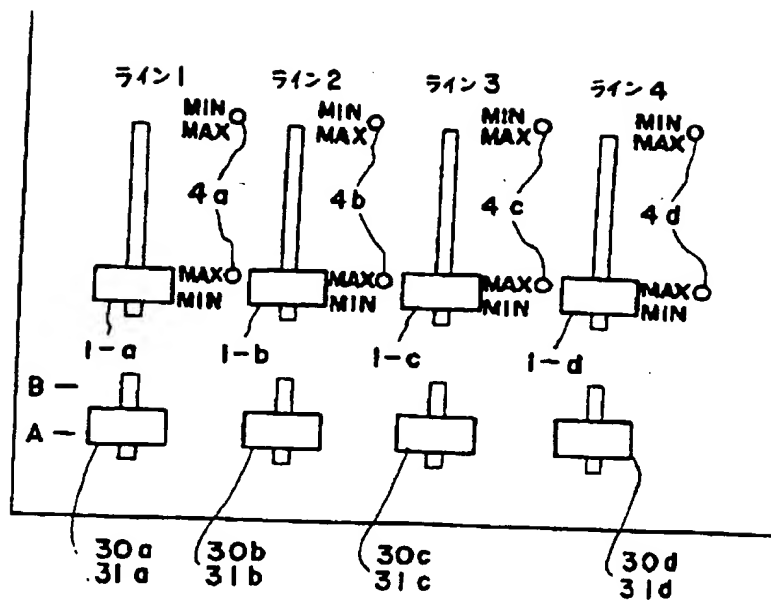 ライン1 ライン2 ライン3 ライン4
MIN MIN MIN MIN
MAX MAX MAX MAX
4a 4b 4c 4d
MAX MAX MAX MAX
MIN MIN MIN MIN
1-a 1-b 1-c 1-d
B
A
30a 30b 30c 30d
31a 31b 31c 31d